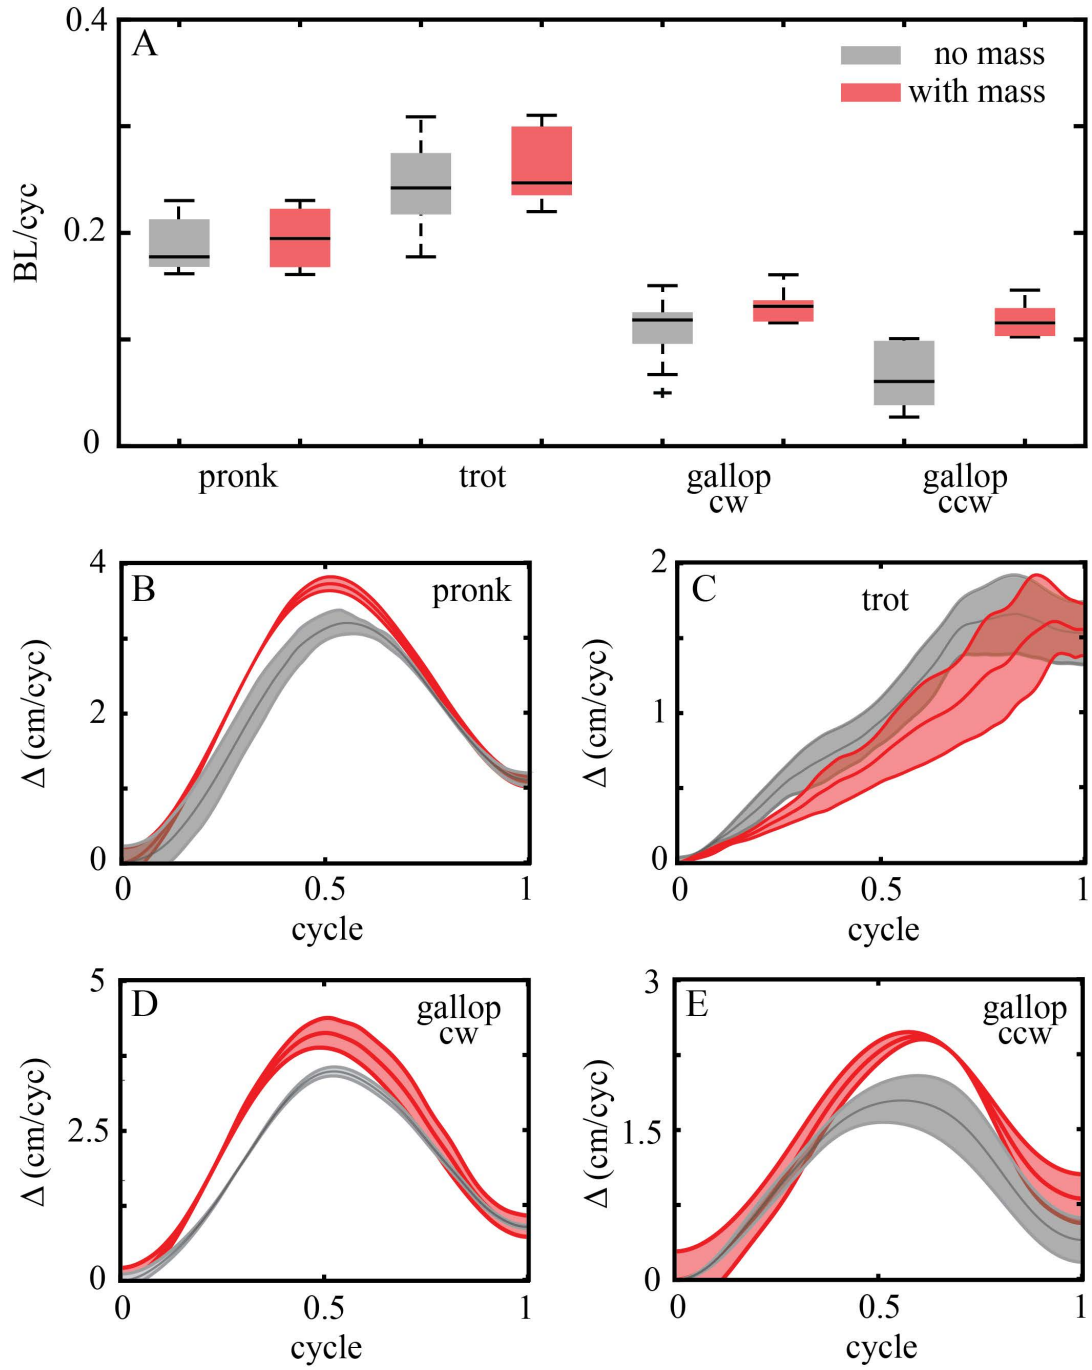 0.4
A
no mass
with mass
BL/cyc
0.2
0
pronk
trot
gallop
cw
gallop
ccw
4
B
pronk
Δ (cm/cyc)
2
0
0
0.5
1
cycle
2
C
trot
Δ (cm/cyc)
1
0
0
0.5
1
cycle
5
D
gallop
cw
Δ (cm/cyc)
2.5
0
0
0.5
1
cycle
3
E
gallop
ccw
Δ (cm/cyc)
1.5
0
0
0.5
1
cycle